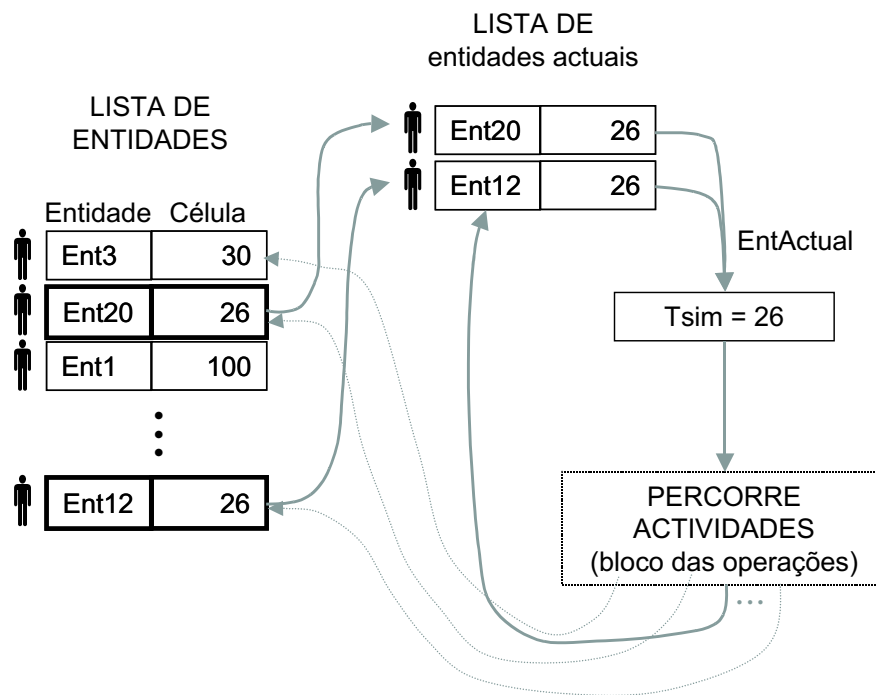 LISTA DE
entidades actuais
LISTA DE
ENTIDADES
Ent20 26
Ent12 26
Entidade Célula
Ent3 30
Ent20 26
Ent1 100
Ent12 26
EntActual
Tsim = 26
PERCORRE
ACTIVIDADES
(bloco das operações)
...